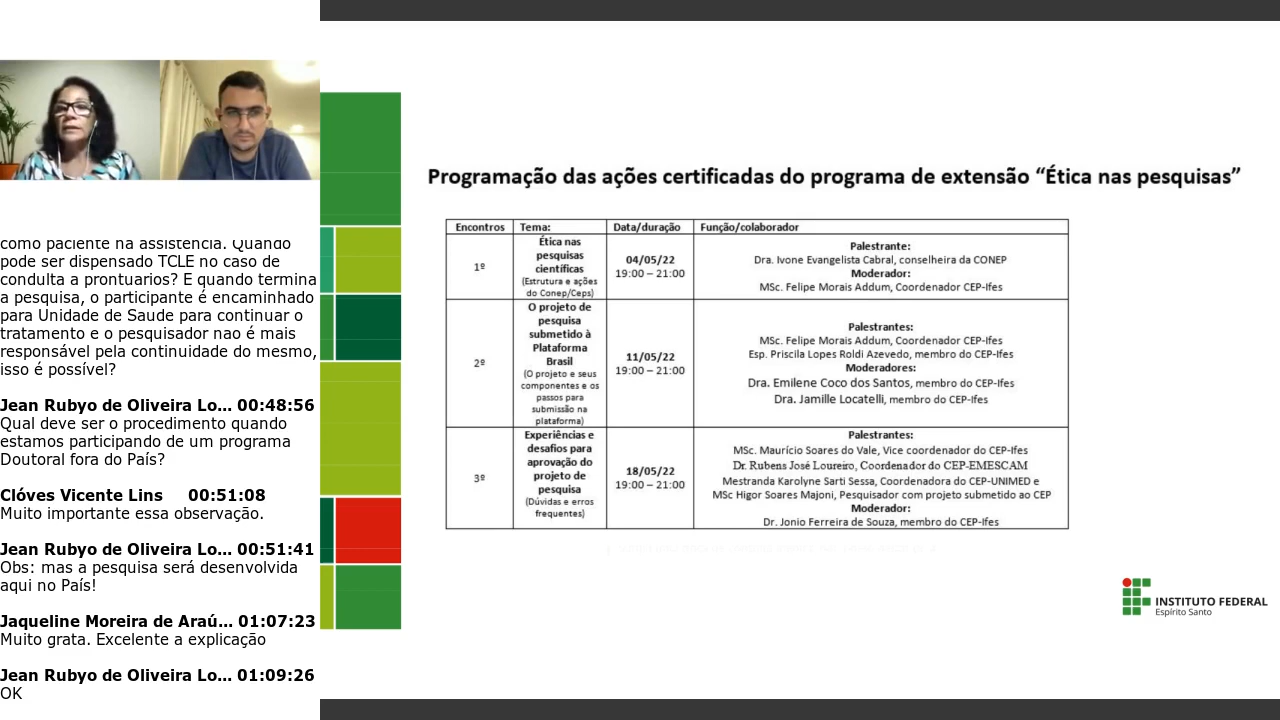 como paciente na assistência. Quando
pode ser dispensado TCLE no caso de
condulta a prontuarios? E quando termina
a pesquisa, o participante é encaminhado
para Unidade de Saude para continuar o
tratamento e o pesquisador nao é mais
responsável pela continuidade do mesmo,
isso é possível?
Jean Rubyo de Oliveira Lo... 00:48:56
Qual deve ser o procedimento quando
estamos participando de um programa
Doutoral fora do País?
Clóves Vicente Lins 00:51:08
Muito importante essa observação.
Jean Rubyo de Oliveira Lo... 00:51:41
Obs: mas a pesquisa será desenvolvida
aqui no País!
Jaqueline Moreira de Araú... 01:07:23
Muito grata. Excelente a explicação
Jean Rubyo de Oliveira Lo... 01:09:26
OK
Programação das ações certificadas do programa de extensão “Ética nas pesquisas”
Encontros Tema: Data/duração Função/colaborador
1º
Ética nas
pesquisas
científicas
(Estrutura e ações
do Conep/Ceps)
04/05/22
19:00 – 21:00
Palestrante:
Dra. Ivone Evangelista Cabral, conselheira da CONEP
Moderador:
MSc. Felipe Morais Addum, Coordenador CEP-Ifes
2º
O projeto de
pesquisa
submetido à
Plataforma
Brasil
(O projeto e seus
componentes e os
passos para
submissão na
plataforma)
11/05/22
19:00 – 21:00
Palestrantes:
MSc. Felipe Morais Addum, Coordenador CEP-Ifes
Esp. Priscila Lopes Roldi Azevedo, membro do CEP-Ifes
Moderadores:
Dra. Emilene Coco dos Santos, membro do CEP-Ifes
Dra. Jamille Locatelli, membro do CEP-Ifes
3º
Experiências e
desafios para
aprovação do
projeto de
pesquisa
(Dúvidas e erros
frequentes)
18/05/22
19:00 – 21:00
Palestrantes:
MSc. Maurício Soares do Vale, Vice coordenador do CEP-Ifes
Dr. Rubens José Loureiro, Coordenador do CEP-EMESCAM
Mestranda Karolyne Sarti Sessa, Coordenadora do CEP-UNIMED e
MSc Higor Soares Majoni, Pesquisador com projeto submetido ao CEP
Moderador:
Dr. Jonio Ferreira de Souza, membro do CEP-Ifes
INSTITUTO FEDERAL
Espírito Santo